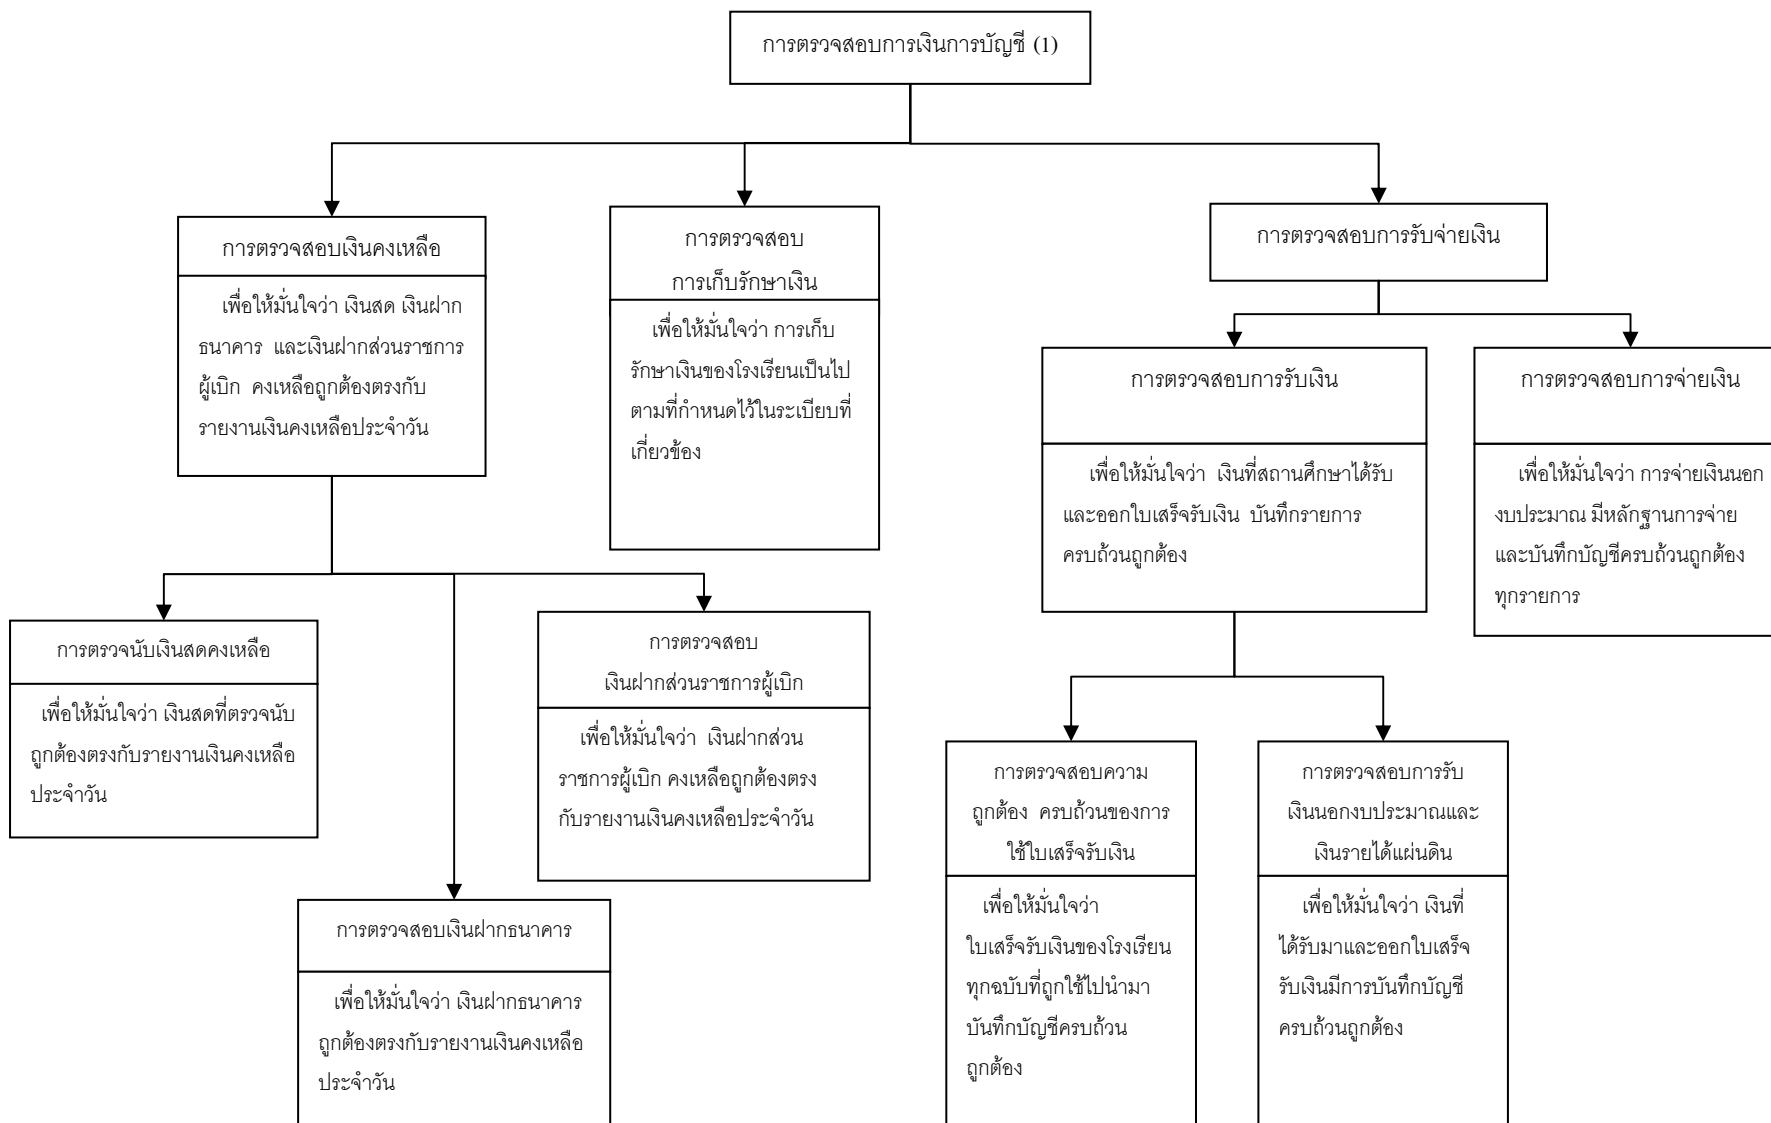 การตรวจสอบการเงินการบัญชี (1)
การตรวจสอบเงินคงเหลือ
เพื่อให้มั่นใจว่า เงินสด เงินฝาก
ธนาคาร และเงินฝากส่วนราชการ
ผู้เบิก คงเหลือถูกต้องตรงกับ
รายงานเงินคงเหลือประจำวัน
การตรวจสอบ
การเก็บรักษาเงิน
เพื่อให้มั่นใจว่า การเก็บ
รักษาเงินของโรงเรียนเป็นไป
ตามที่กำหนดไว้ในระเบียบที่
เกี่ยวข้อง
การตรวจสอบการรับจ่ายเงิน
การตรวจสอบการรับเงิน
เพื่อให้มั่นใจว่า เงินที่สถานศึกษาได้รับ
และออกใบเสร็จรับเงิน บันทึกรายการ
ครบถ้วนถูกต้อง
การตรวจสอบการจ่ายเงิน
เพื่อให้มั่นใจว่า การจ่ายเงินนอก
งบประมาณ มีหลักฐานการจ่าย
และบันทึกบัญชีครบถ้วนถูกต้อง
ทุกรายการ
การตรวจนับเงินสดคงเหลือ
เพื่อให้มั่นใจว่า เงินสดที่ตรวจนับ
ถูกต้องตรงกับรายงานเงินคงเหลือ
ประจำวัน
การตรวจสอบ
เงินฝากส่วนราชการผู้เบิก
เพื่อให้มั่นใจว่า เงินฝากส่วน
ราชการผู้เบิก คงเหลือถูกต้องตรง
กับรายงานเงินคงเหลือประจำวัน
การตรวจสอบเงินฝากธนาคาร
เพื่อให้มั่นใจว่า เงินฝากธนาคาร
ถูกต้องตรงกับรายงานเงินคงเหลือ
ประจำวัน
การตรวจสอบความ
ถูกต้อง ครบถ้วนของการ
ใช้ใบเสร็จรับเงิน
เพื่อให้มั่นใจว่า
ใบเสร็จรับเงินของโรงเรียน
ทุกฉบับที่ถูกใช้ไปนำมา
บันทึกบัญชีครบถ้วน
ถูกต้อง
การตรวจสอบการรับ
เงินนอกงบประมาณและ
เงินรายได้แผ่นดิน
เพื่อให้มั่นใจว่า เงินที่
ได้รับมาและออกใบเสร็จ
รับเงินมีการบันทึกบัญชี
ครบถ้วนถูกต้อง